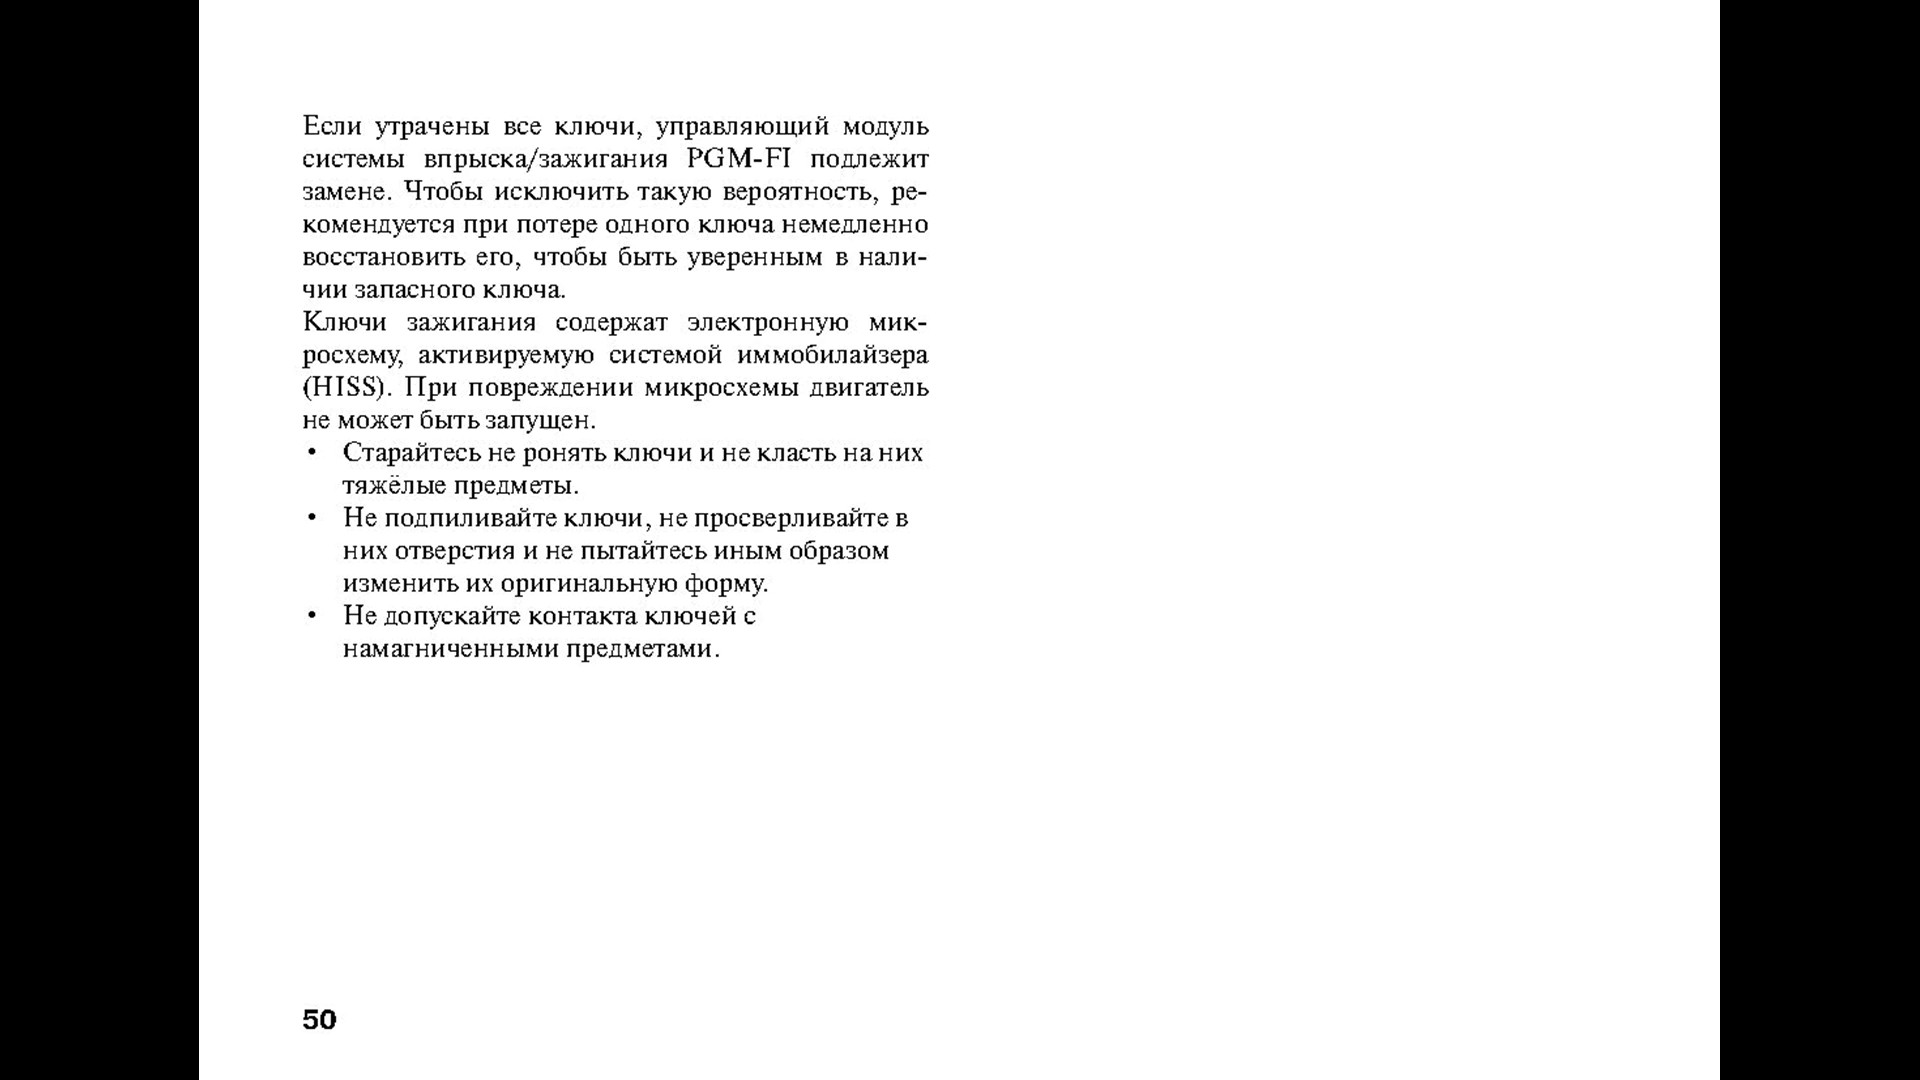 Если утрачены все ключи, управляющий модуль
системы впрыска/зажигания PGM-FI подлежит
замене. Чтобы исключить такую вероятность, ре-
комендуется при потере одного ключа немедленно
восстановить его, чтобы быть уверенным в нали-
чии запасного ключа.
Ключи зажигания содержат электронную мик-
росхему, активируемую системой иммобилайзера
(HISS). При повреждении микросхемы двигатель
не может быть запущен.
• Старайтесь не ронять ключи и не класть на них
тяжёлые предметы.
• Не подпиливайте ключи, не просверливайте в
них отверстия и не пытайтесь иным образом
изменить их оригинальную форму.
• Не допускайте контакта ключей с
намагниченными предметами.
50